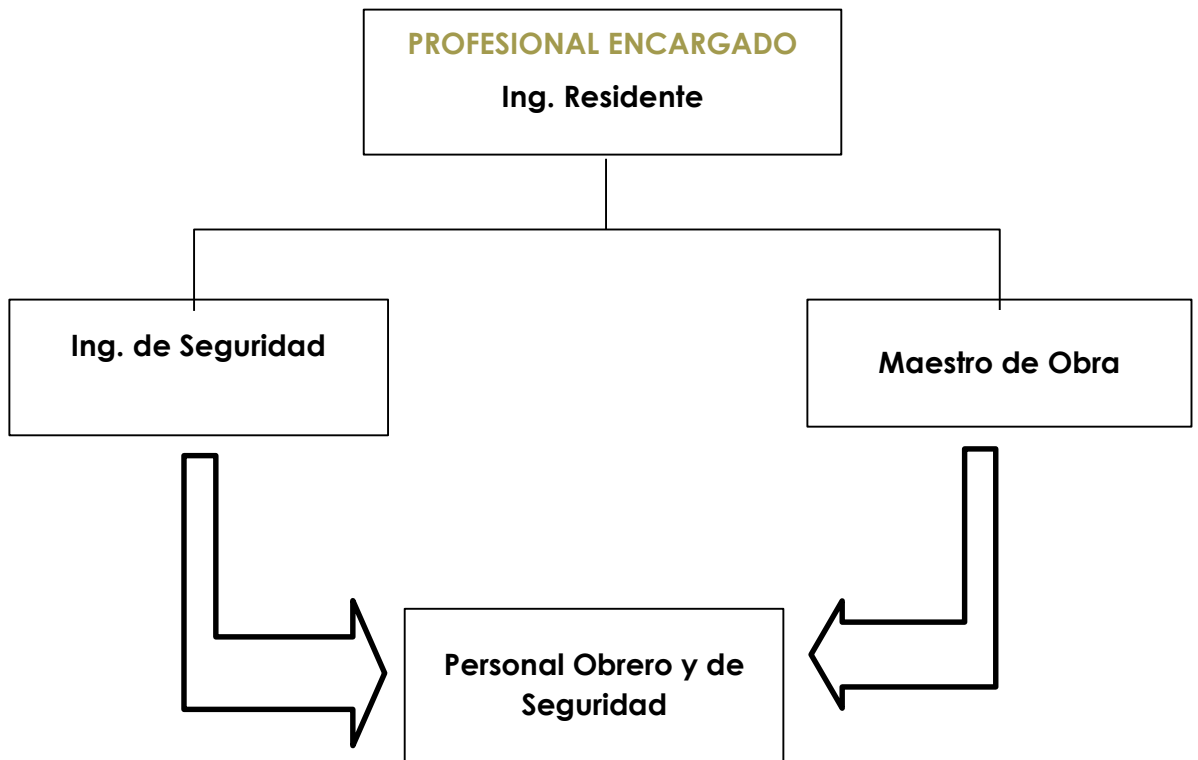 PROFESIONAL ENCARGADO
Ing. Residente
Ing. de Seguridad
Maestro de Obra
Personal Obrero y de
Seguridad